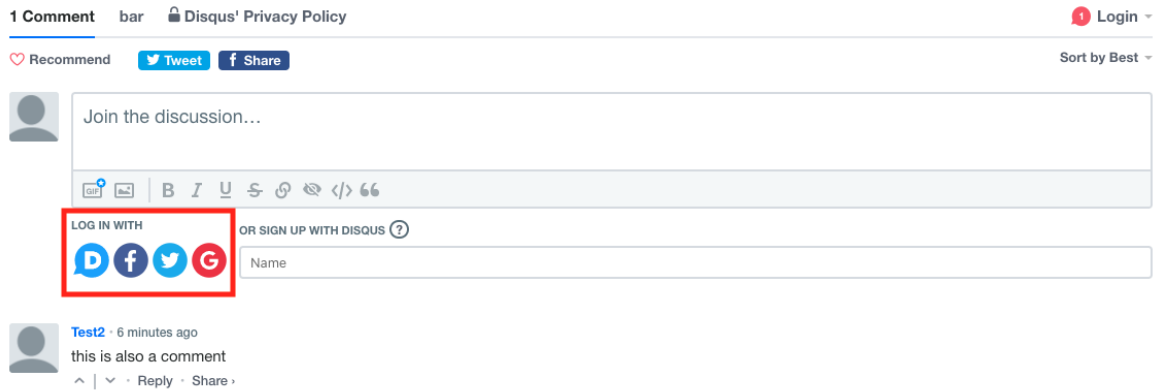 1 Comment bar Disqus' Privacy Policy 1 Login
Recommend Tweet f Share Sort by Best
Join the discussion...
GIF B I U S </> “
LOG IN WITH
OR SIGN UP WITH DISQUS ?
D f G
Name
Test2 · 6 minutes ago
this is also a comment
Reply · Share ›